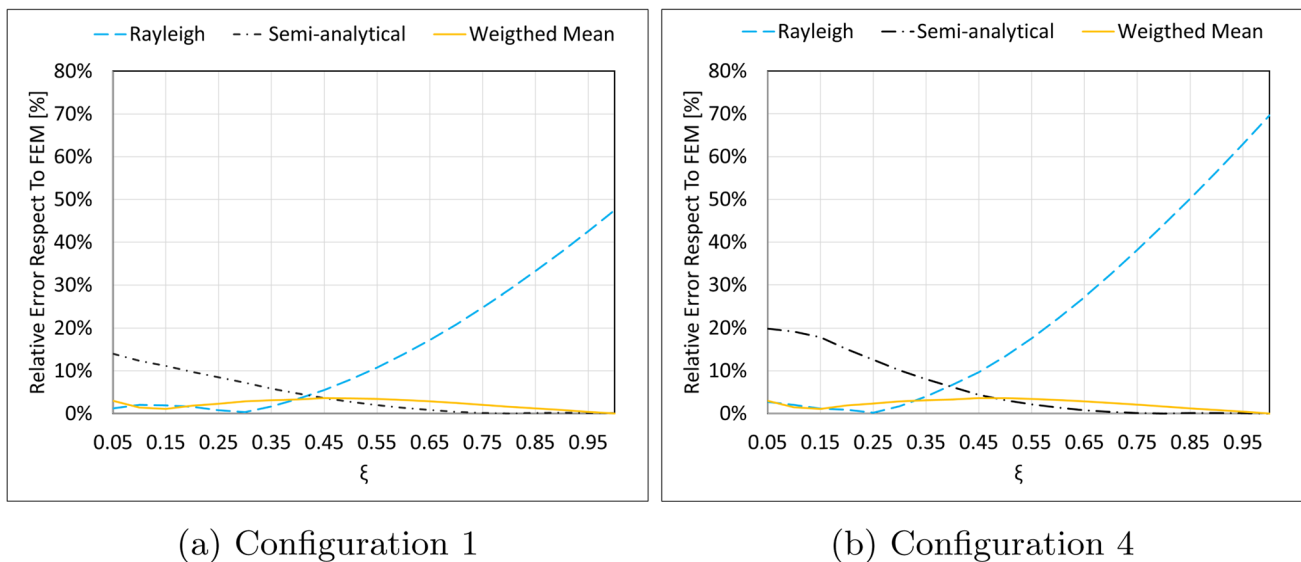 Rayleigh Semi-analytical Weigthed Mean
80%
70%
60%
50%
40%
30%
20%
10%
0%
Relative Error Respect To FEM [%]
0.05 0.15 0.25 0.35 0.45 0.55 0.65 0.75 0.85 0.95
ξ
(a) Configuration 1
Rayleigh Semi-analytical Weigthed Mean
80%
70%
60%
50%
40%
30%
20%
10%
0%
Relative Error Respect To FEM [%]
0.05 0.15 0.25 0.35 0.45 0.55 0.65 0.75 0.85 0.95
ξ
(b) Configuration 4